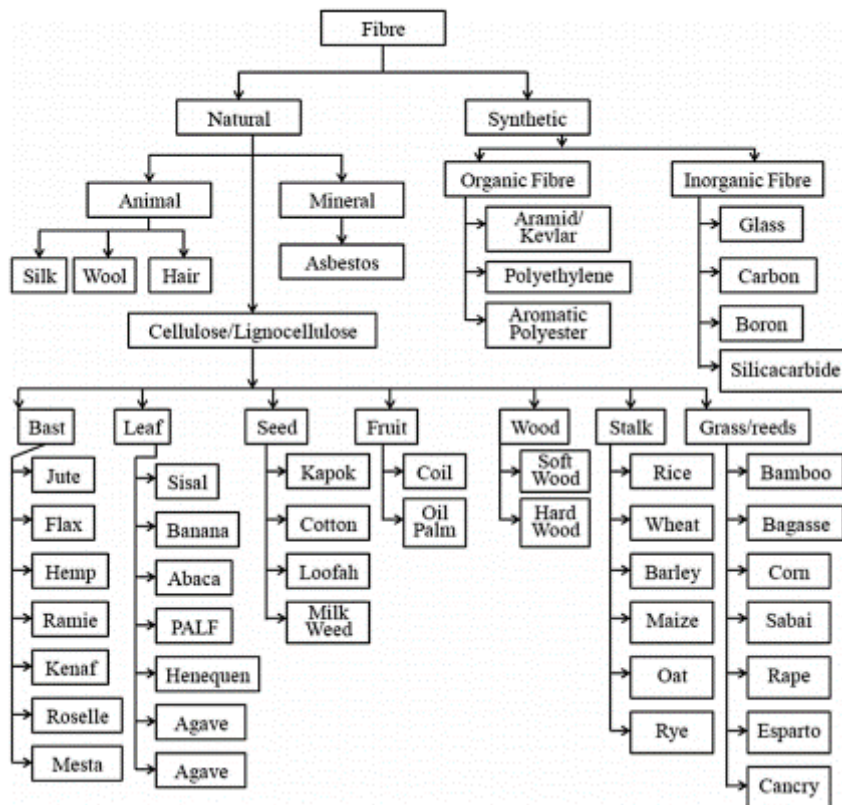 Fibre
Natural
Synthetic
Organic Fibre
Inorganic Fibre
Animal
Mineral
Aramid/
Kevlar
Glass
Silk
Wool
Hair
Asbestos
Polyethylene
Carbon
Cellulose/Lignocellulose
Aromatic
Polyester
Boron
Silicacarbide
Bast
Leaf
Seed
Fruit
Wood
Stalk
Grass/reeds
Jute
Flax
Hemp
Ramie
Kenaf
Roselle
Mesta
Sisal
Banana
Abaca
PALF
Henequen
Agave
Agave
Kapok
Cotton
Loofah
Milk
Weed
Coil
Oil
Palm
Soft
Wood
Hard
Wood
Rice
Wheat
Barley
Maize
Oat
Rye
Bamboo
Bagasse
Corn
Sabai
Rape
Esparto
Cancry